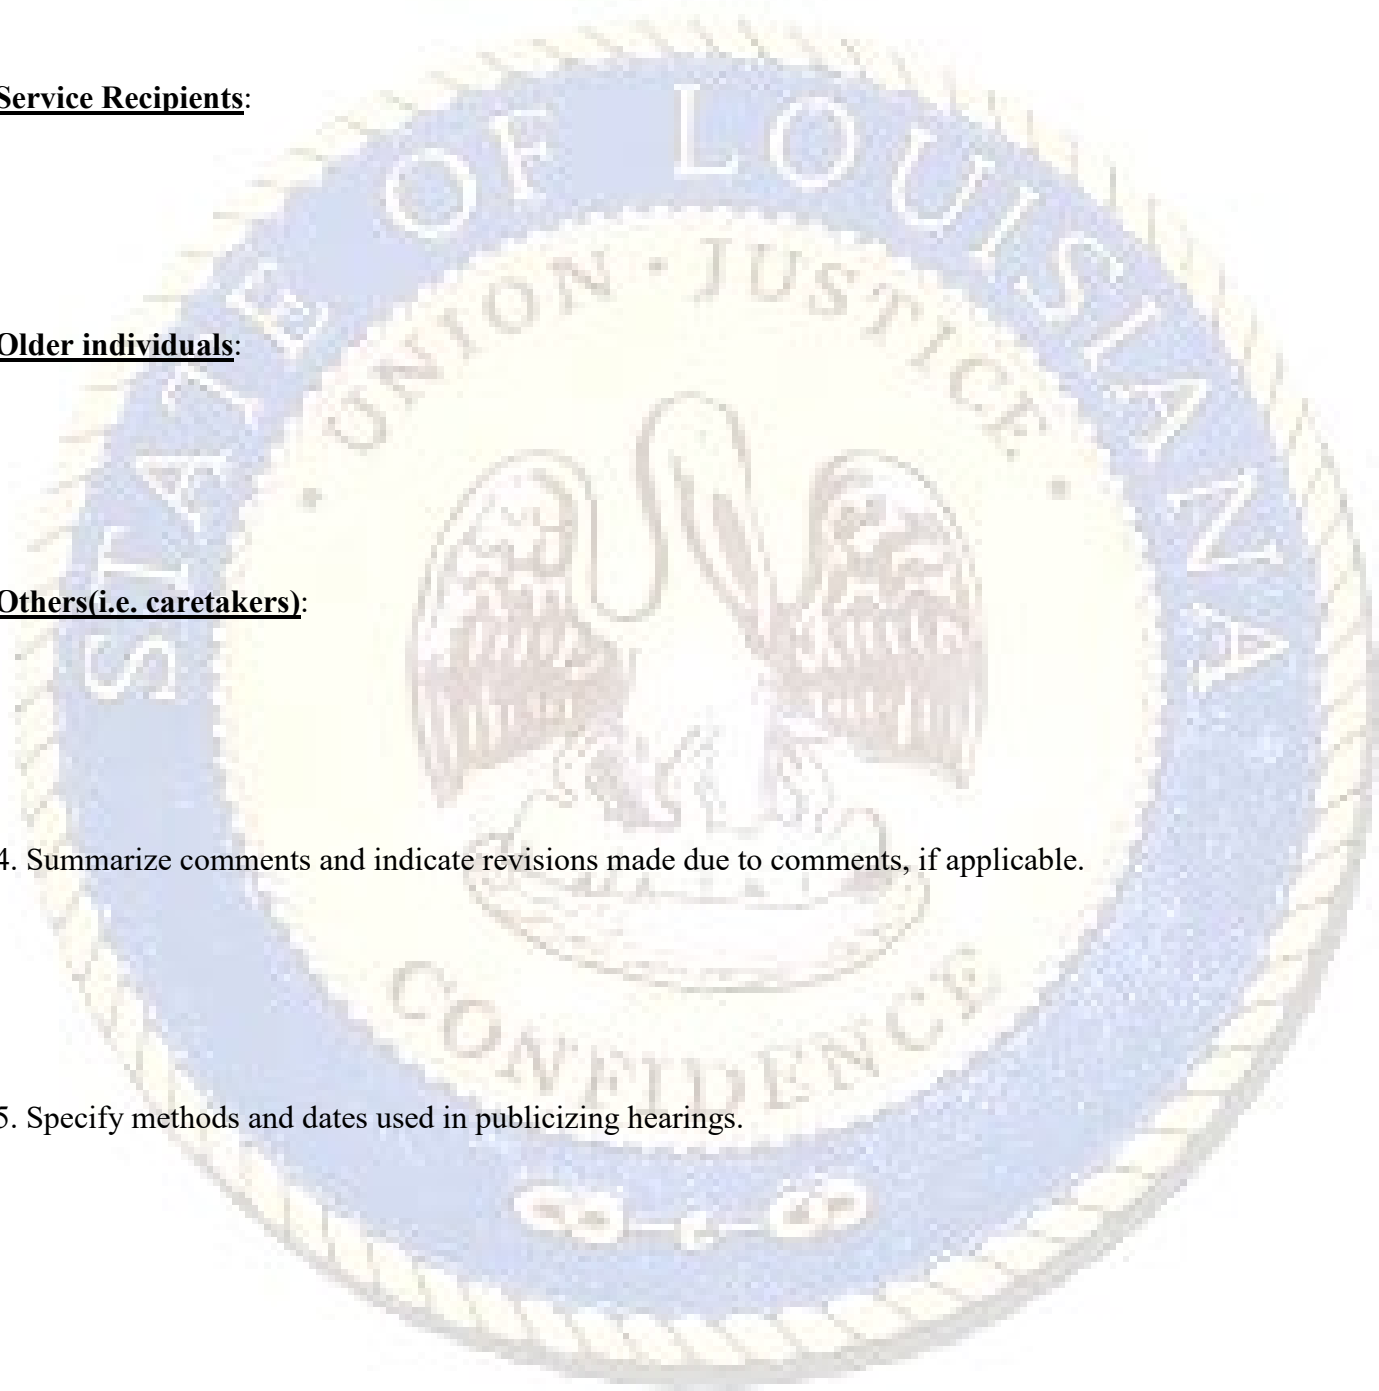 STATE OF LOUISIANA
UNION · JUSTICE
Service Recipients:
Older individuals:
Others(i.e. caretakers):
4. Summarize comments and indicate revisions made due to comments, if applicable.
CONFIDENCE
5. Specify methods and dates used in publicizing hearings.